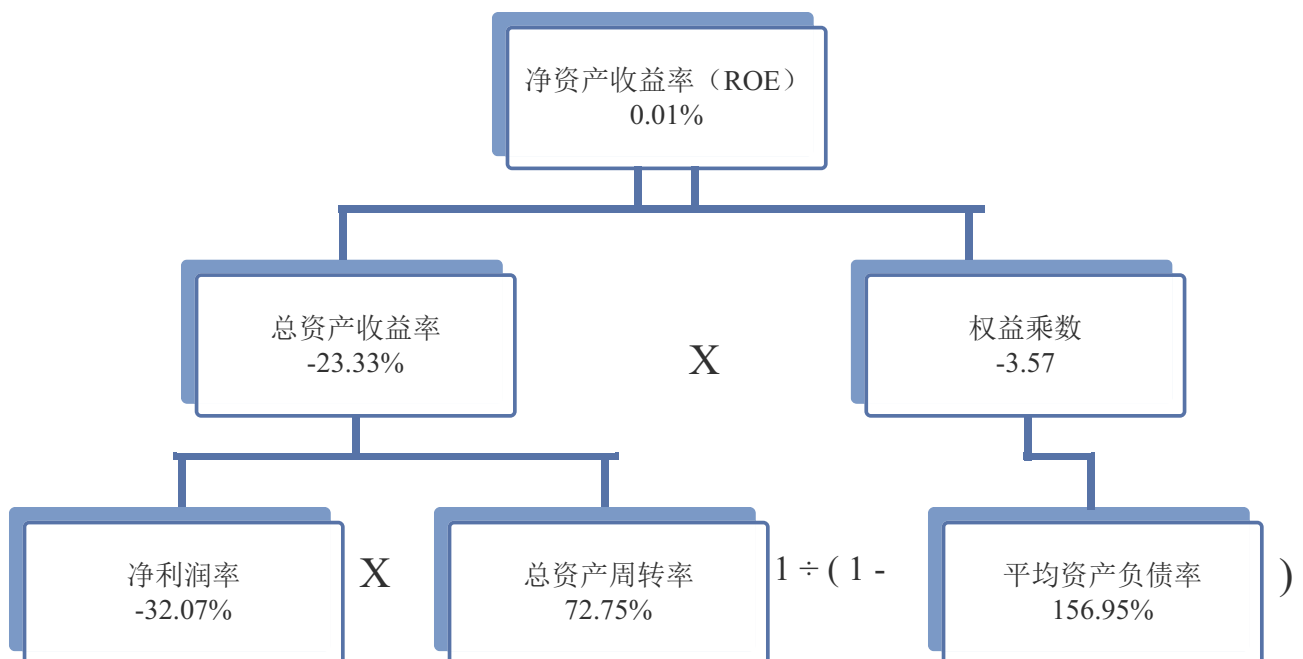 净资产收益率（ROE）
0.01%
总资产收益率
-23.33%
X
权益乘数
-3.57
净利润率
-32.07%
X
总资产周转率
72.75%
1 ÷ ( 1 -
平均资产负债率
156.95%
)